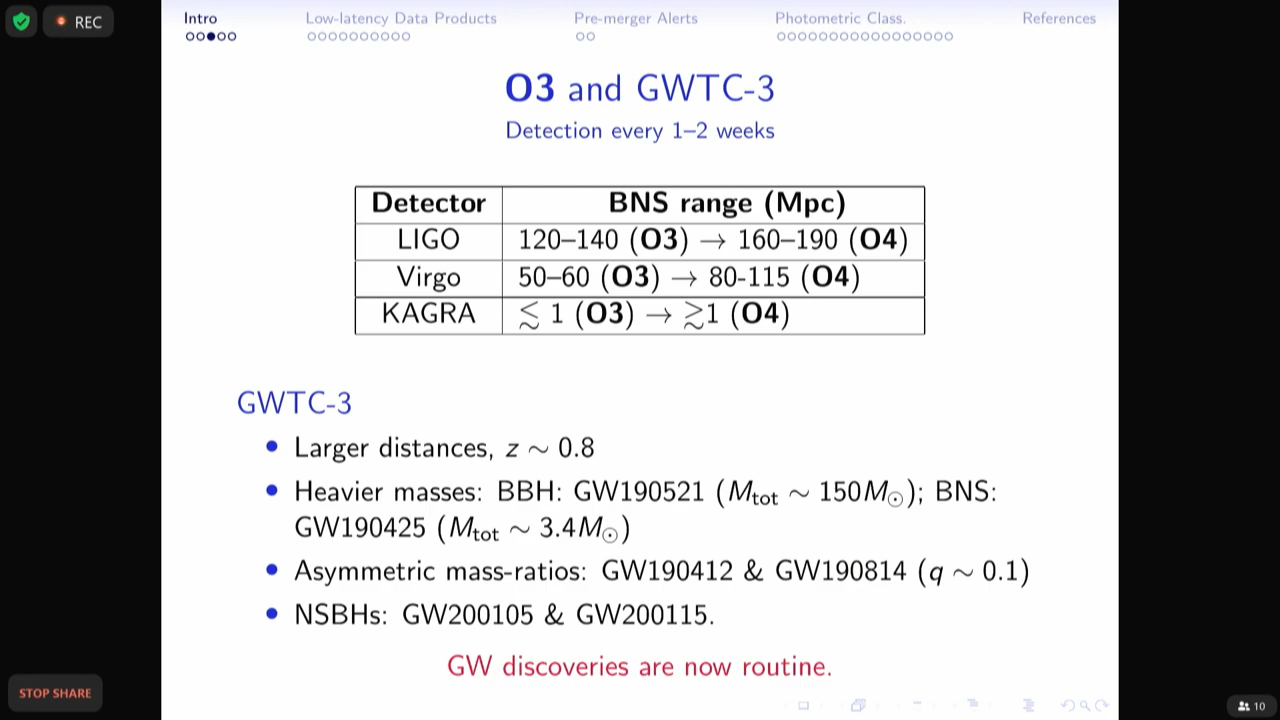 REC
Intro Low-latency Data Products Pre-merger Alerts Photometric Class. References
O3 and GWTC-3
Detection every 1–2 weeks
Detector BNS range (Mpc)
LIGO 120–140 (O3) → 160–190 (O4)
Virgo 50–60 (O3) → 80-115 (O4)
KAGRA ≲ 1 (O3) → ≳1 (O4)
GWTC-3
• Larger distances, z ∼ 0.8
• Heavier masses: BBH: GW190521 (Mtot ∼ 150M⊙); BNS:
GW190425 (Mtot ∼ 3.4M⊙)
• Asymmetric mass-ratios: GW190412 & GW190814 (q ∼ 0.1)
• NSBHs: GW200105 & GW200115.
GW discoveries are now routine.
STOP SHARE
10